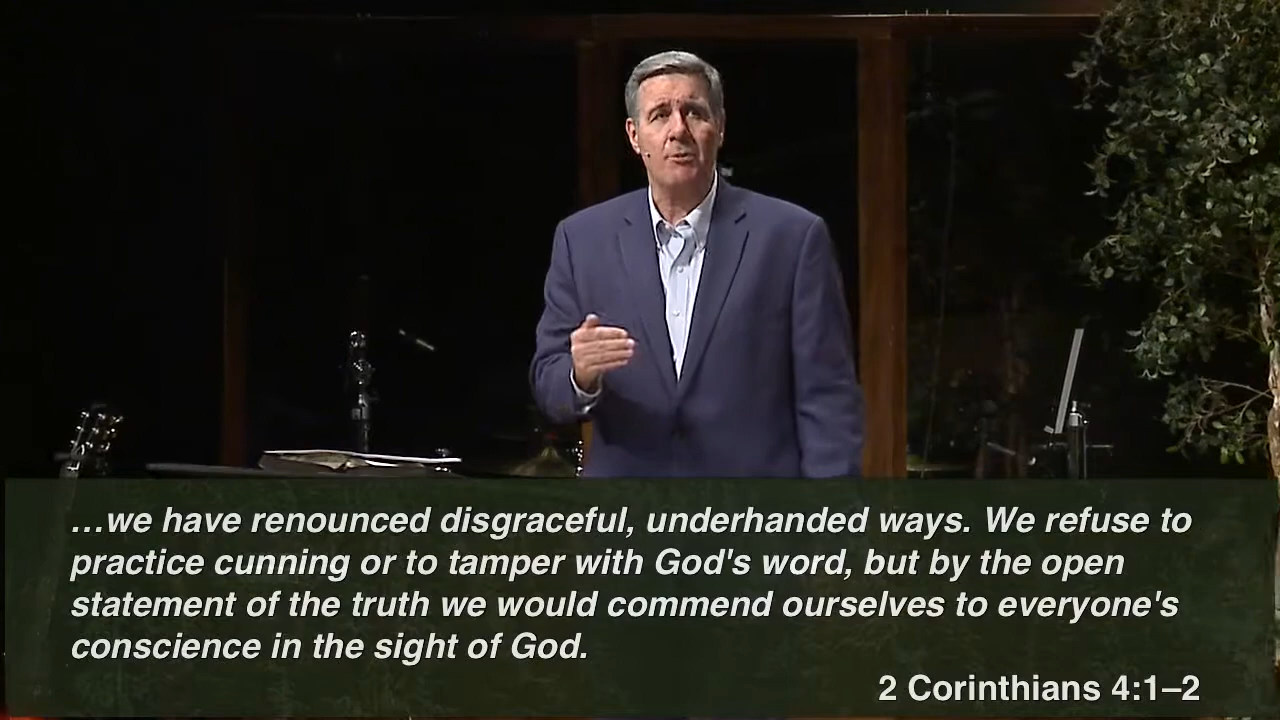 …we have renounced disgraceful, underhanded ways. We refuse to
practice cunning or to tamper with God's word, but by the open
statement of the truth we would commend ourselves to everyone's
conscience in the sight of God.
2 Corinthians 4:1–2